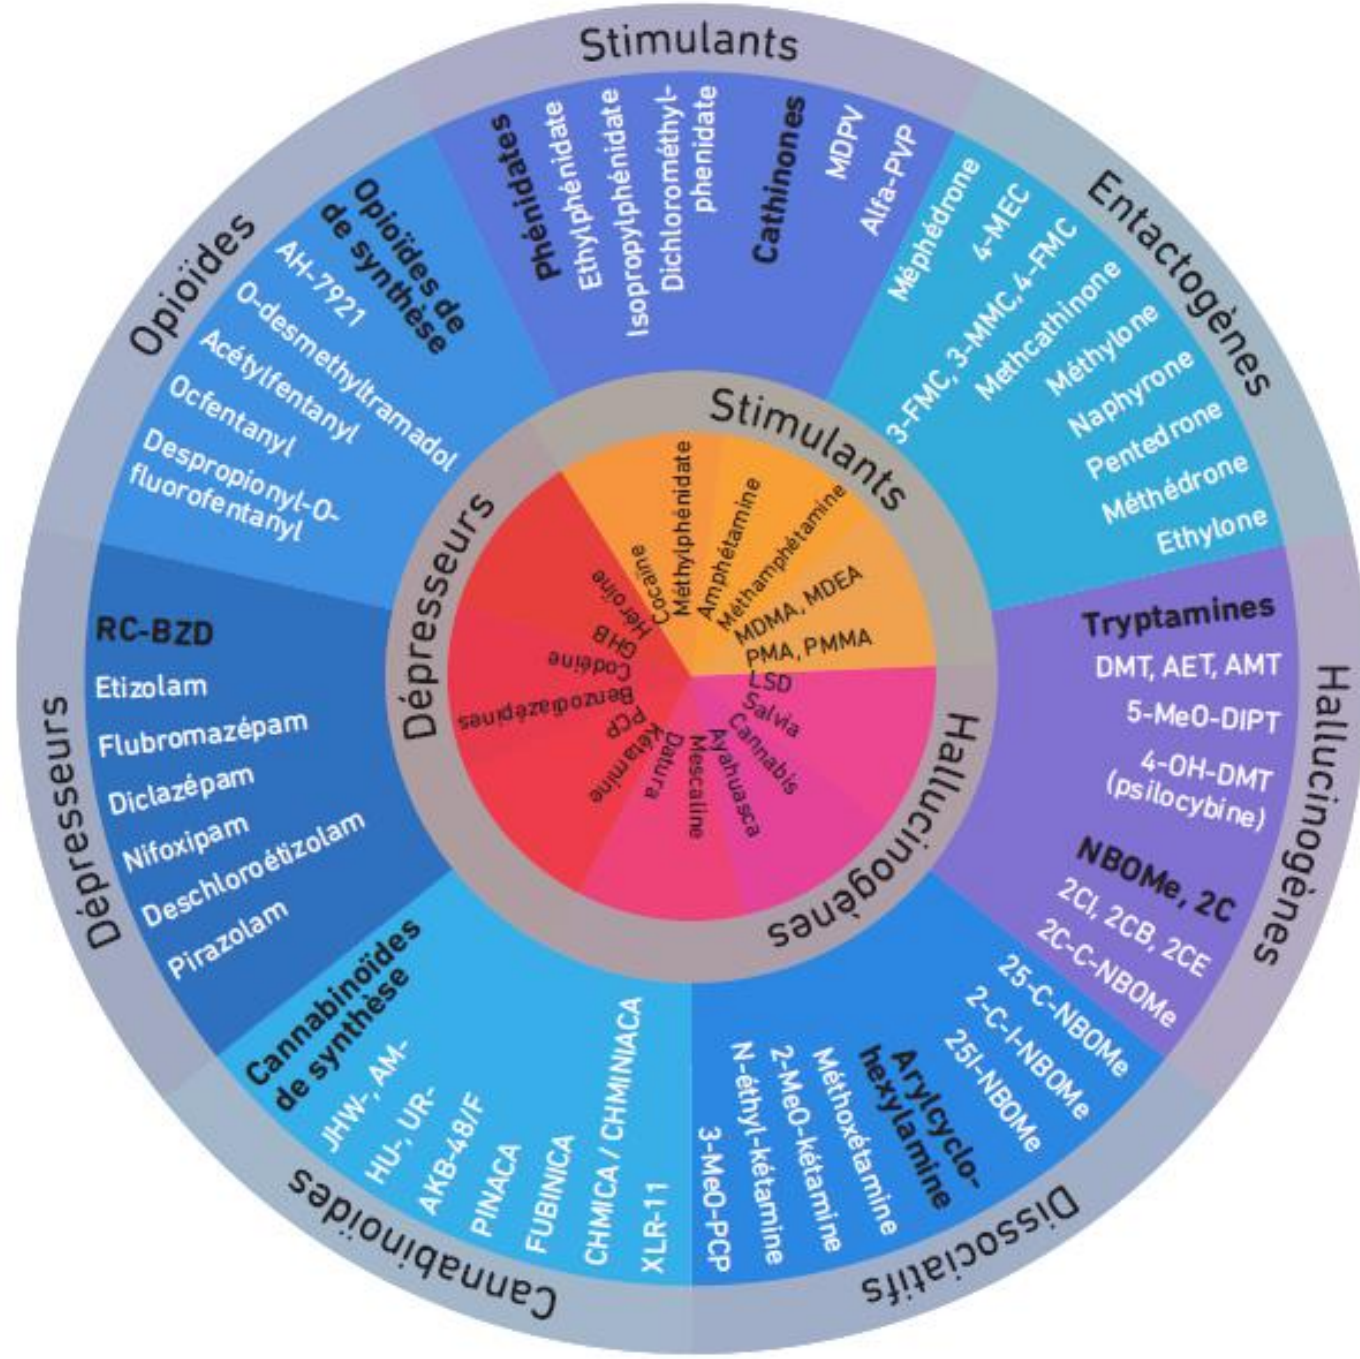 Stimulants
Phénidates
Ethylphénidate
Isopropylphénidate
Dichlorométhyl-
phenidate
Cathinones
MDPV
Alfa-PVP
Entactogènes
Méphédrone
4-MEC
3-FMC, 3-MMC, 4-FMC
Methcathinone
Méthylone
Naphyrone
Pentedrone
Méthédrone
Ethylone
Hallucinogènes
Tryptamines
DMT, AET, AMT
5-MeO-DIPT
4-OH-DMT
(psilocybine)
NBOMe, 2C
2CI, 2CB, 2CE
2C-C-NBOMe
Dissociatifs
25-C-NBOMe
2-C-I-NBOMe
25I-NBOMe
Arylcyclo-
hexylamine
Méthoxétamine
2-MeO-kétamine
N-éthyl-kétamine
3-MeO-PCP
Cannabinoïdes
XLR-11
CHMICA / CHMINIACA
FUBINICA
PINACA
AKB-48/F
HU-, UR-
JHW-, AM-
Cannabinoïdes
de synthèse
Dépresseurs
RC-BZD
Etizolam
Flubromazépam
Diclazépam
Nifoxipam
Deschloroétizolam
Pirazolam
Opioïdes
Opioïdes de
de synthèse
AH-7921
O-desmethyltramadol
Acétylfentanyl
Ocfentanyl
Despropionyl-O-
fluorofentanyl
Stimulants
Cocaïne
Méthylphénidate
Amphétamine
Méthamphétamine
MDMA, MDEA
PMA, PMMA
Hallucinogènes
LSD
Salvia
Cannabis
Ayahuasca
Mescaline
Datura
Dépresseurs
Kétamine
PCP
Benzodiazépines
Codéine
GHB
Héroïne